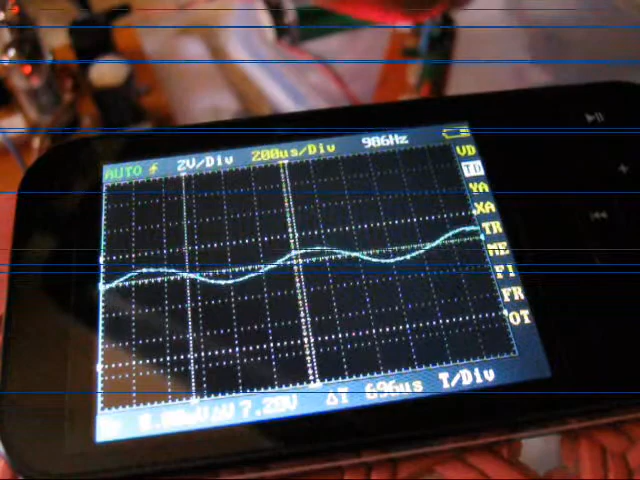 AUTO 2V/Div 200us/Div 986Hz
VD
TD
YA
XA
TR
ME
FI
FR
OT
ΔV 7.20V ΔT 696us T/Div